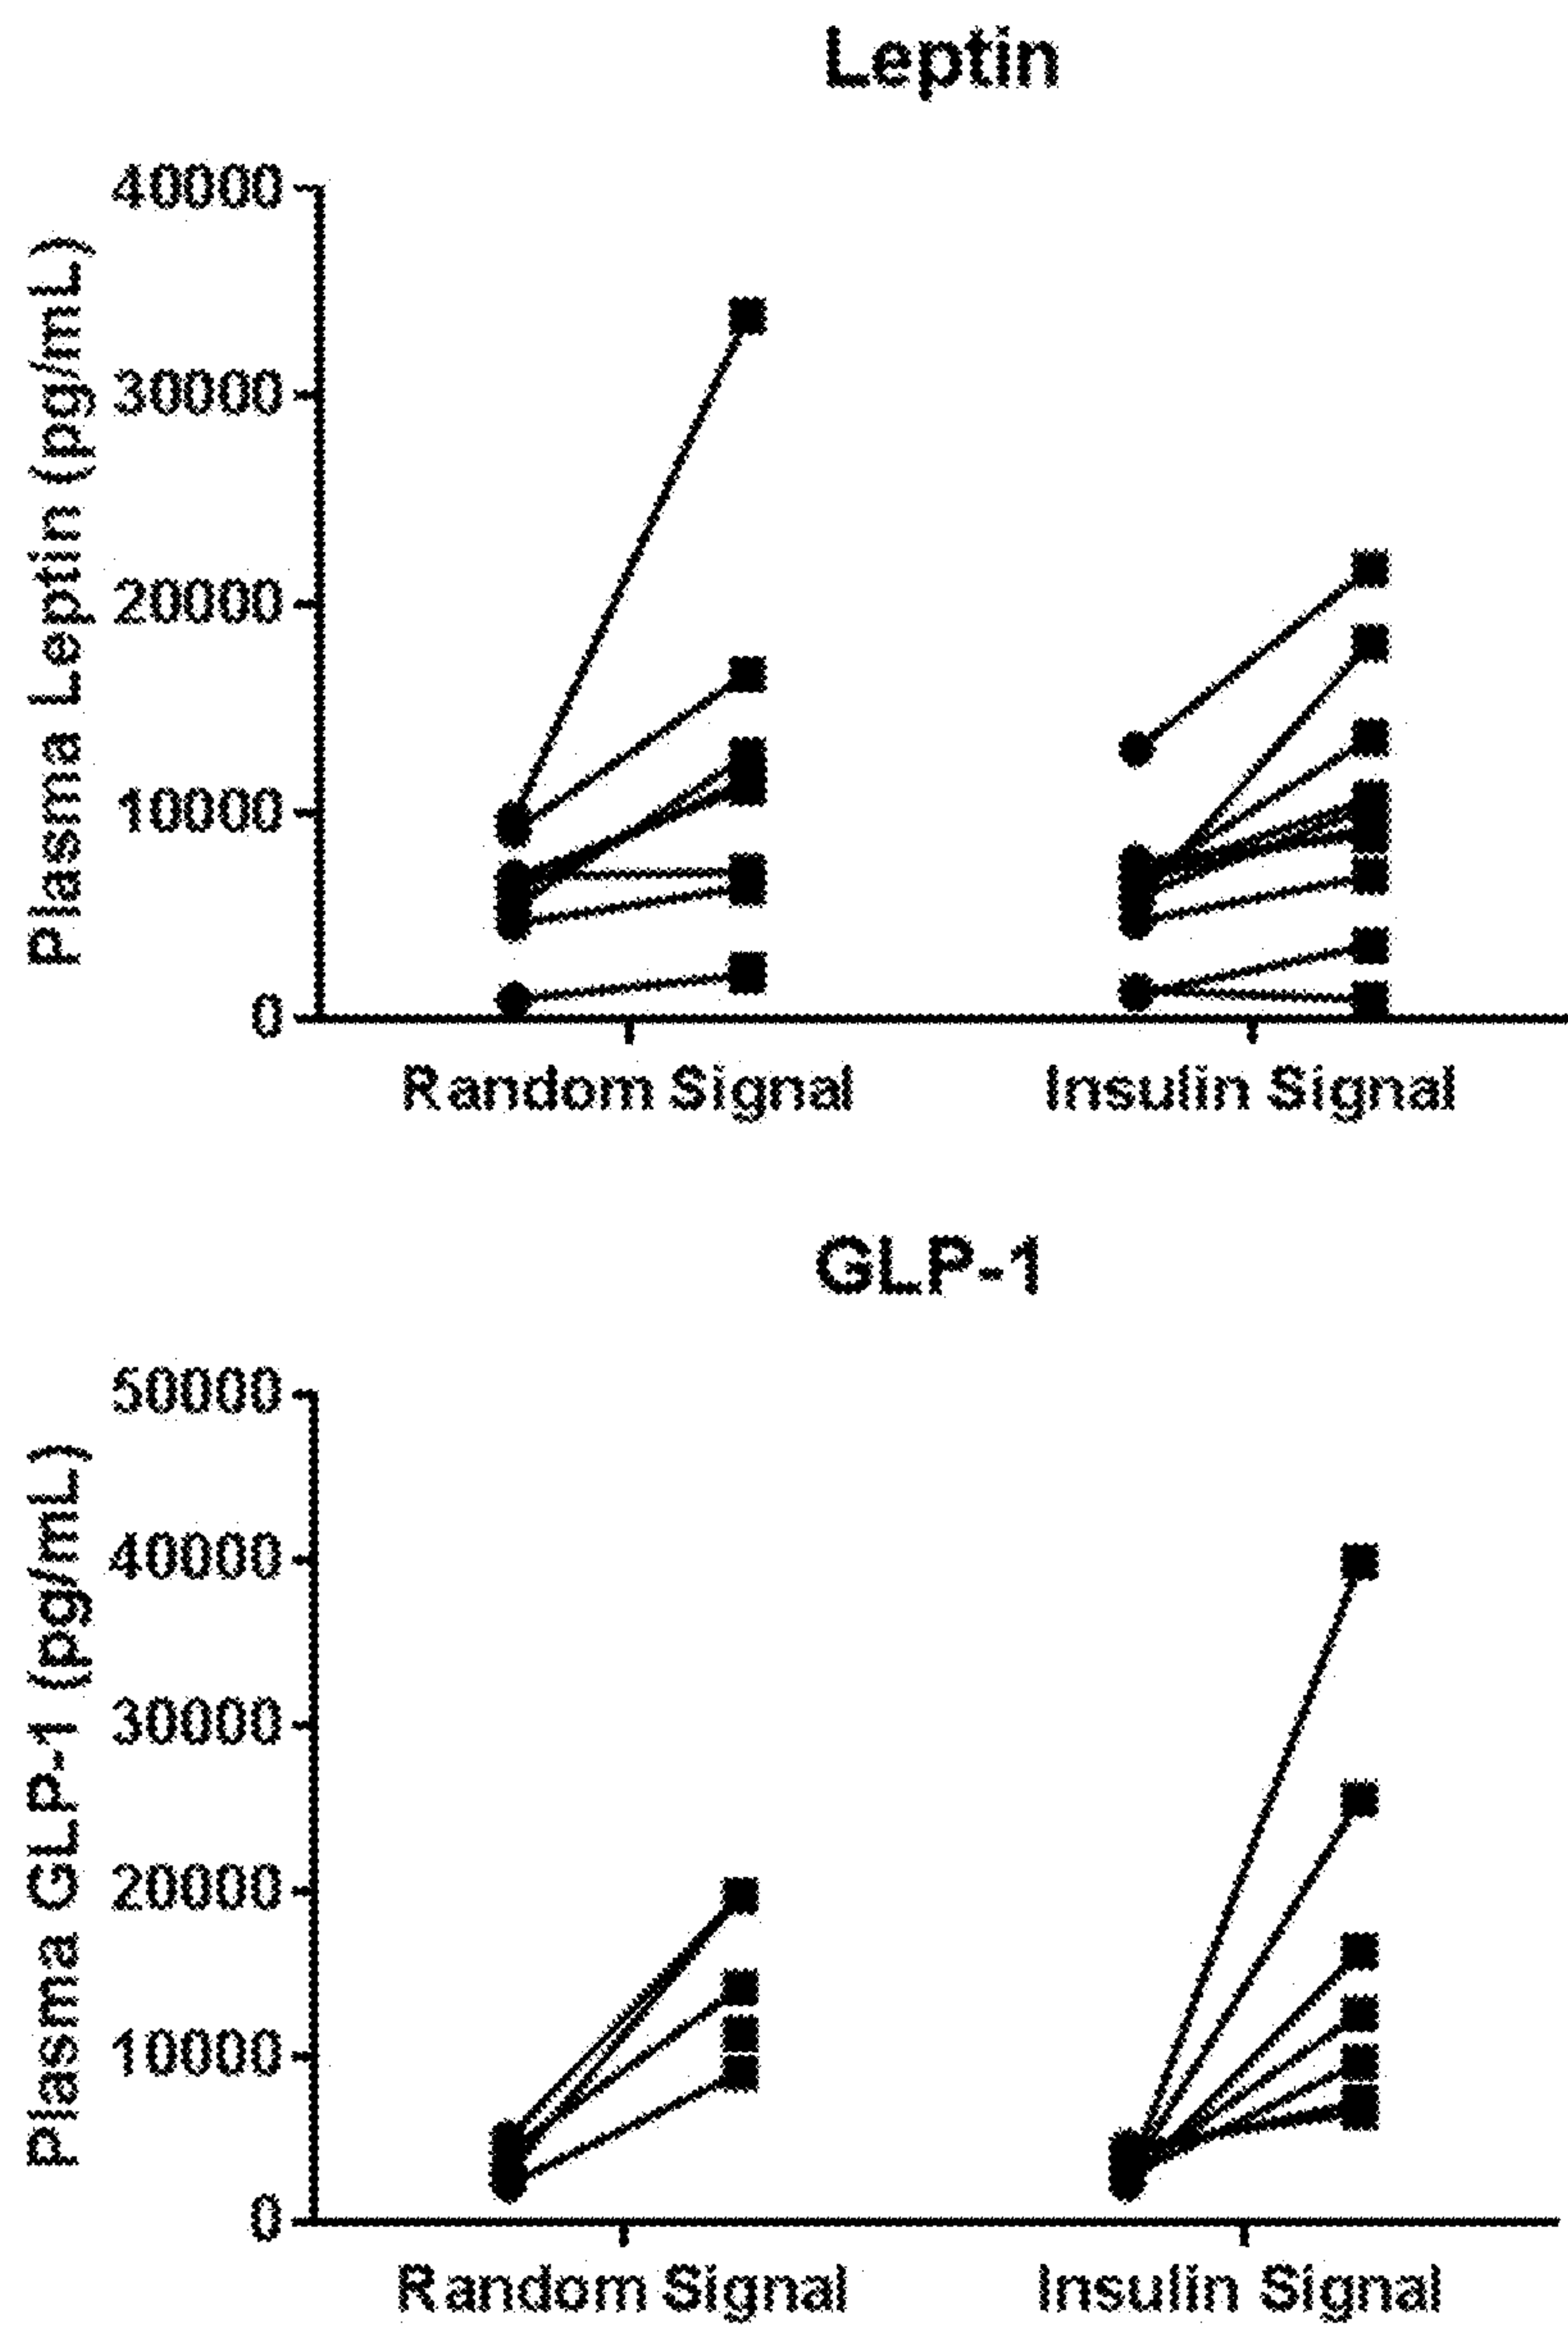 Leptin
Plasma Leptin (pg/mL)
40000
30000
20000
10000
0
Random Signal
Insulin Signal
GLP-1
Plasma GLP-1 (pg/mL)
50000
40000
30000
20000
10000
0
Random Signal
Insulin Signal